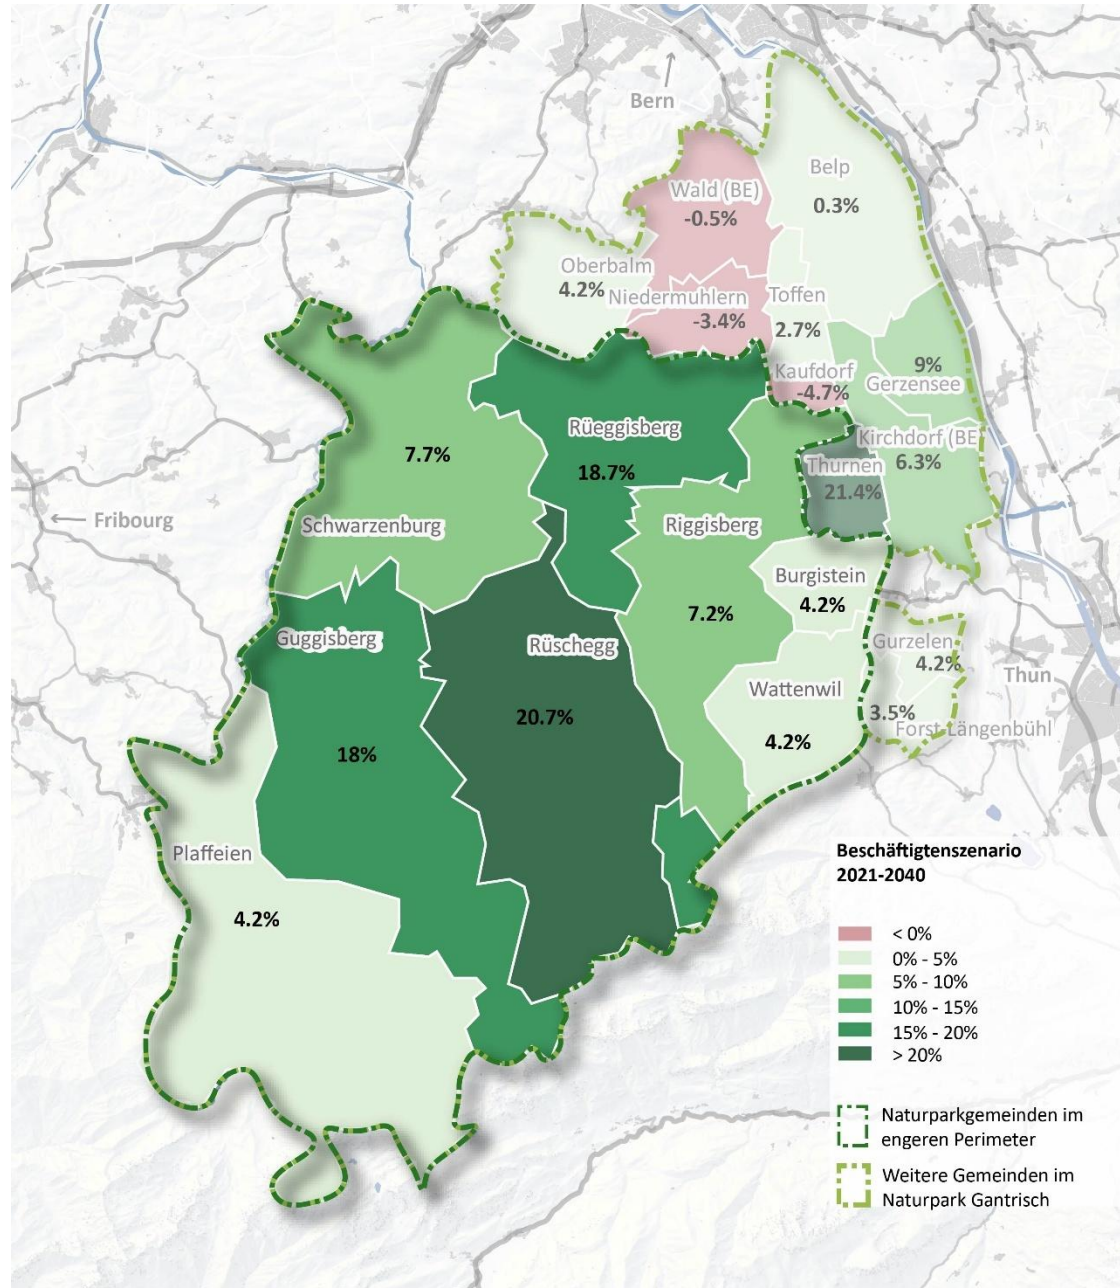 Bern
Belp
0.3%
Wald (BE)
-0.5%
Oberbalm
4.2%
Niedermuhlern
-3.4%
Toffen
2.7%
Kaufdorf
-4.7%
9%
Gerzensee
Kirchdorf (BE
6.3%
Thurnen
21.4%
Rüeggisberg
18.7%
7.7%
Schwarzenburg
← Fribourg
Riggisberg
7.2%
Burgistein
4.2%
Guggisberg
18%
Rüschegg
20.7%
Gurzelen
4.2%
Thun
Wattenwil
4.2%
3.5%
Forst-Längenbühl
Plaffeien
4.2%
Beschäftigtenszenario
2021-2040
< 0%
0% - 5%
5% - 10%
10% - 15%
15% - 20%
> 20%
Naturparkgemeinden im
engeren Perimeter
Weitere Gemeinden im
Naturpark Gantrisch